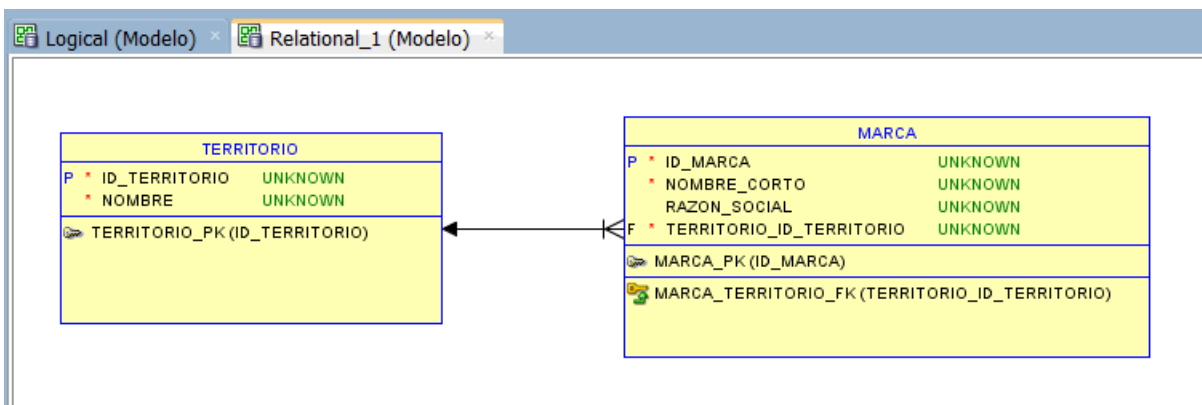 Logical (Modelo) × Relational_1 (Modelo) ×
TERRITORIO
P * ID_TERRITORIO UNKNOWN
* NOMBRE UNKNOWN
TERRITORIO_PK (ID_TERRITORIO)
MARCA
P * ID_MARCA UNKNOWN
* NOMBRE_CORTO UNKNOWN
RAZON_SOCIAL UNKNOWN
F * TERRITORIO_ID_TERRITORIO UNKNOWN
MARCA_PK (ID_MARCA)
MARCA_TERRITORIO_FK (TERRITORIO_ID_TERRITORIO)